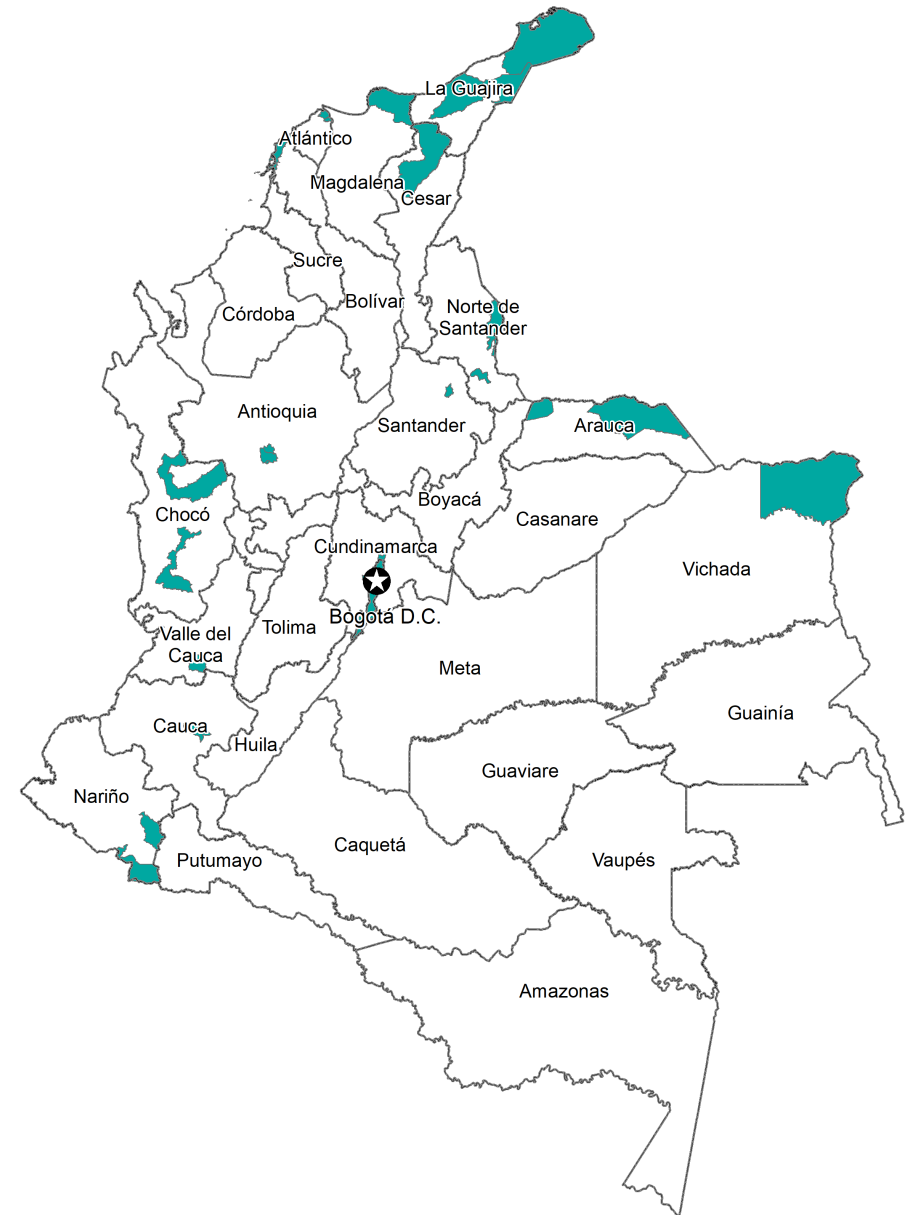 La Guajira
Atlántico
Magdalena
Cesar
Sucre
Bolívar
Córdoba
Norte de
Santander
Antioquia
Santander
Arauca
Boyacá
Chocó
Casanare
Cundinamarca
Vichada
Bogotá D.C.
Tolima
Valle del
Cauca
Meta
Guainía
Cauca
Huila
Guaviare
Nariño
Caquetá
Putumayo
Vaupés
Amazonas